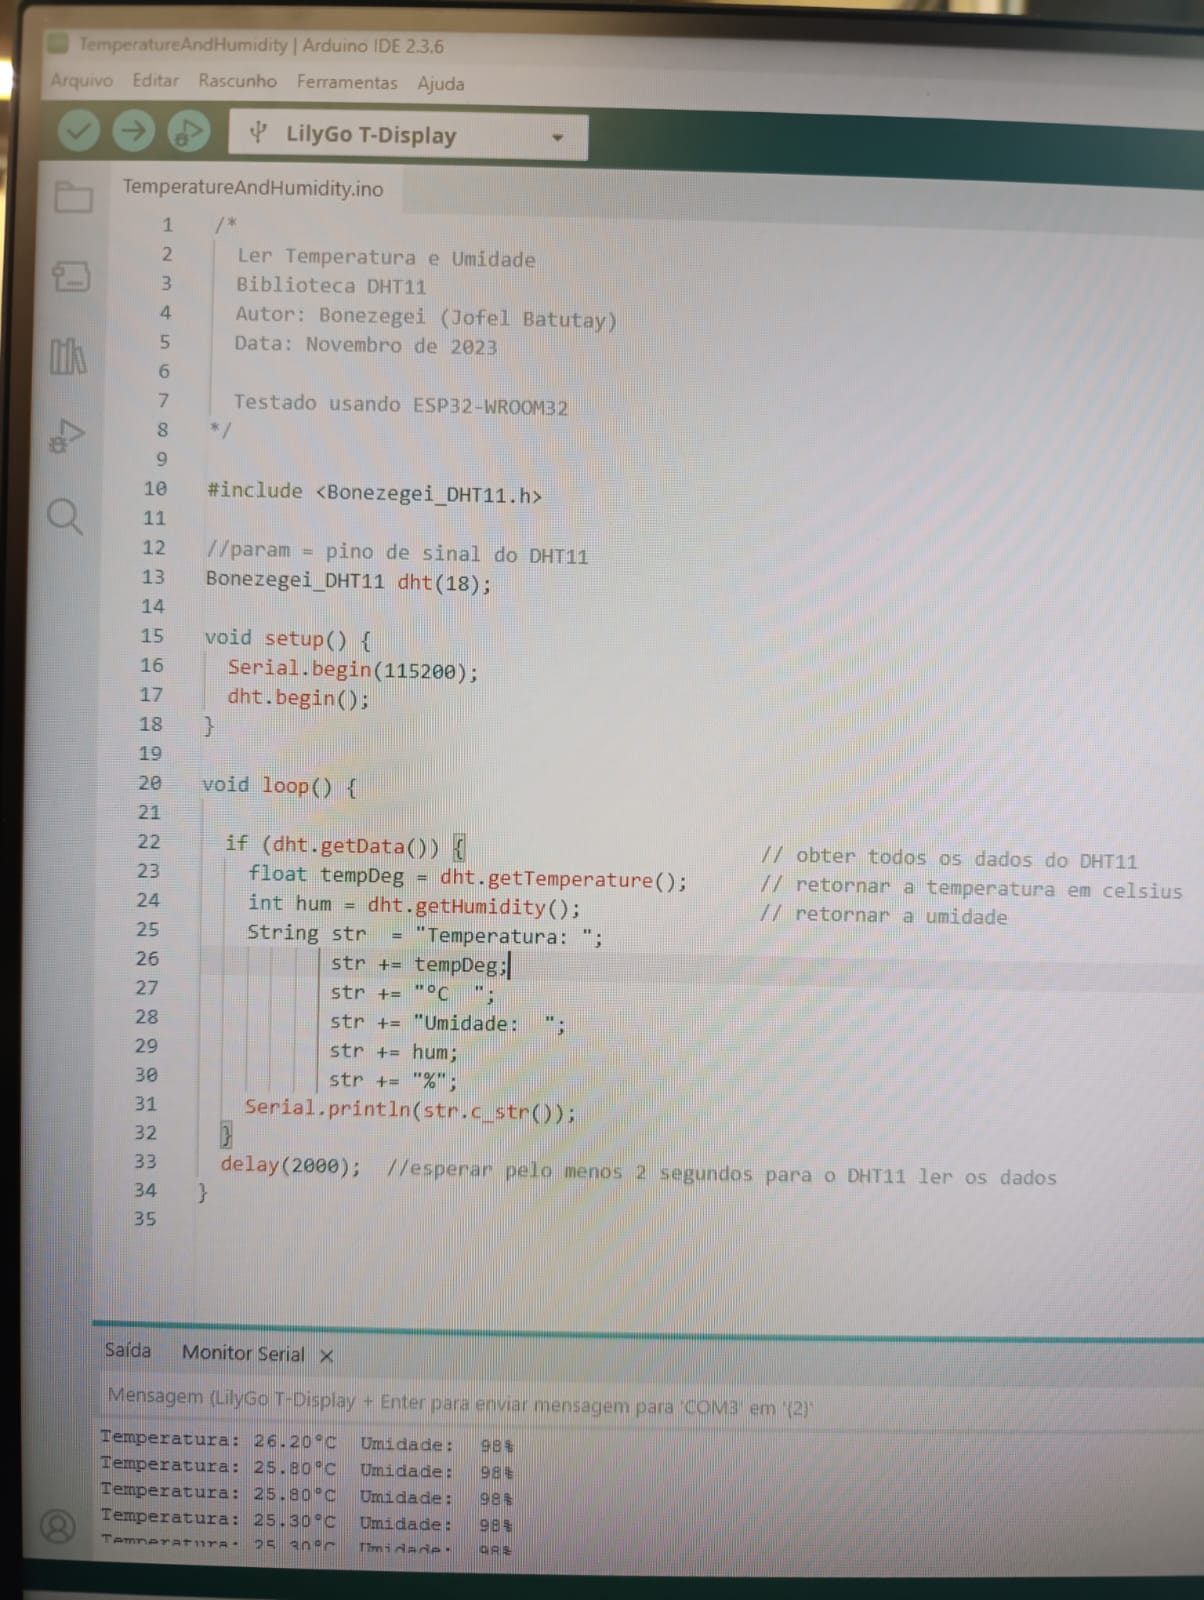 TemperatureAndHumidity | Arduino IDE 2.3.6
Arquivo Editar Rascunho Ferramentas Ajuda
LilyGo T-Display
TemperatureAndHumidity.ino
1 /*
2 Ler Temperatura e Umidade
3 Biblioteca DHT11
4 Autor: Bonezegei (Jofel Batutay)
5 Data: Novembro de 2023
6
7 Testado usando ESP32-WROOM32
8 */
9
10 #include <Bonezegei_DHT11.h>
11
12 //param = pino de sinal do DHT11
13 Bonezegei_DHT11 dht(18);
14
15 void setup() {
16 Serial.begin(115200);
17 dht.begin();
18 }
19
20 void loop() {
21
22 if (dht.getData()) { // obter todos os dados do DHT11
23 float tempDeg = dht.getTemperature(); // retornar a temperatura em celsius
24 int hum = dht.getHumidity(); // retornar a umidade
25 String str  = "Temperatura: ";
26 str += tempDeg;
27 str += "°C  ";
28 str += "Umidade:  ";
29 str += hum;
30 str += "%";
31 Serial.println(str.c_str());
32 }
33 delay(2000);  //esperar pelo menos 2 segundos para o DHT11 ler os dados
34 }
35
Saída Monitor Serial ×
Mensagem (LilyGo T-Display + Enter para enviar mensagem para 'COM3' em '{2}'
Temperatura: 26.20°C  Umidade:  98%
Temperatura: 25.80°C  Umidade:  98%
Temperatura: 25.80°C  Umidade:  98%
Temperatura: 25.30°C  Umidade:  98%
Temperatura: 25.30°C  Umidade:  98%